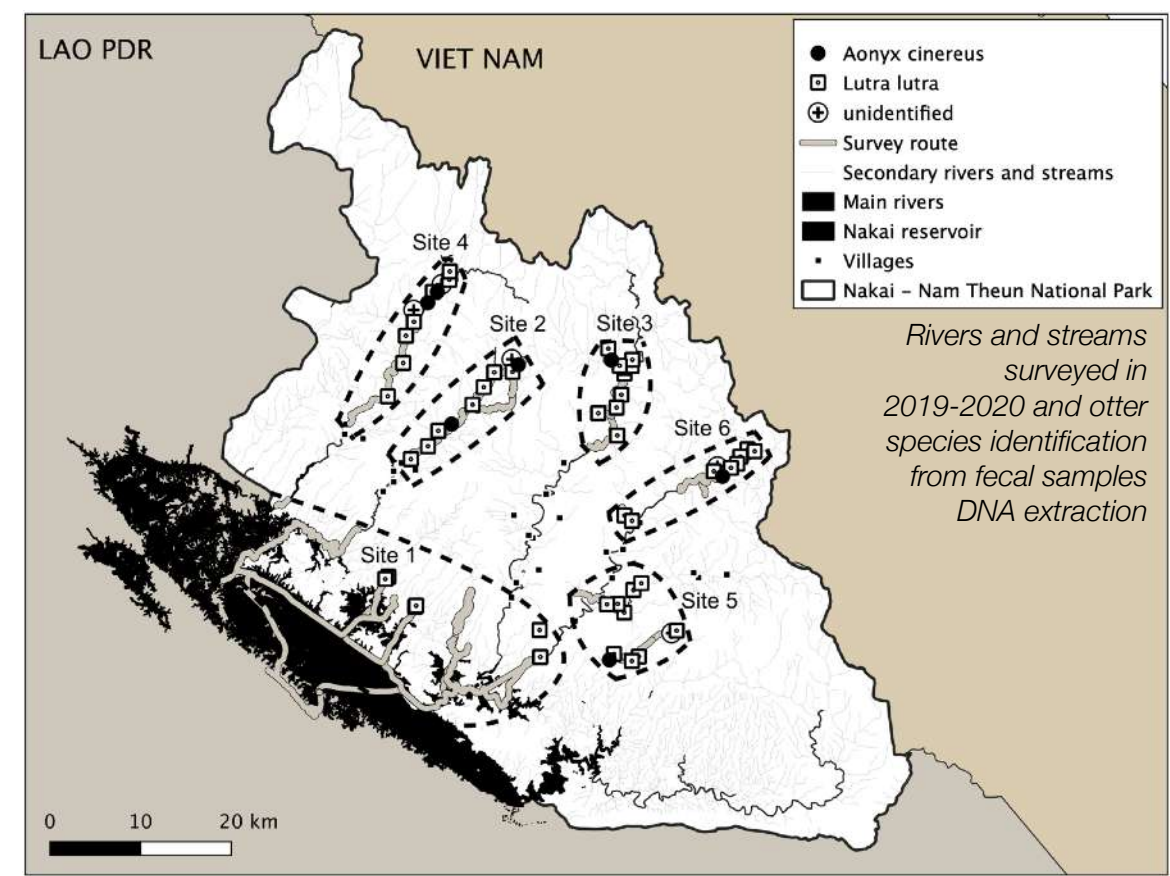 LAO PDR
VIET NAM
Aonyx cinereus
Lutra lutra
unidentified
Survey route
Secondary rivers and streams
Main rivers
Nakai reservoir
Villages
Nakai – Nam Theun National Park
Rivers and streams
surveyed in
2019-2020 and otter
species identification
from fecal samples
DNA extraction
Site 4
Site 2
Site 3
Site 6
Site 1
Site 5
0 10 20 km